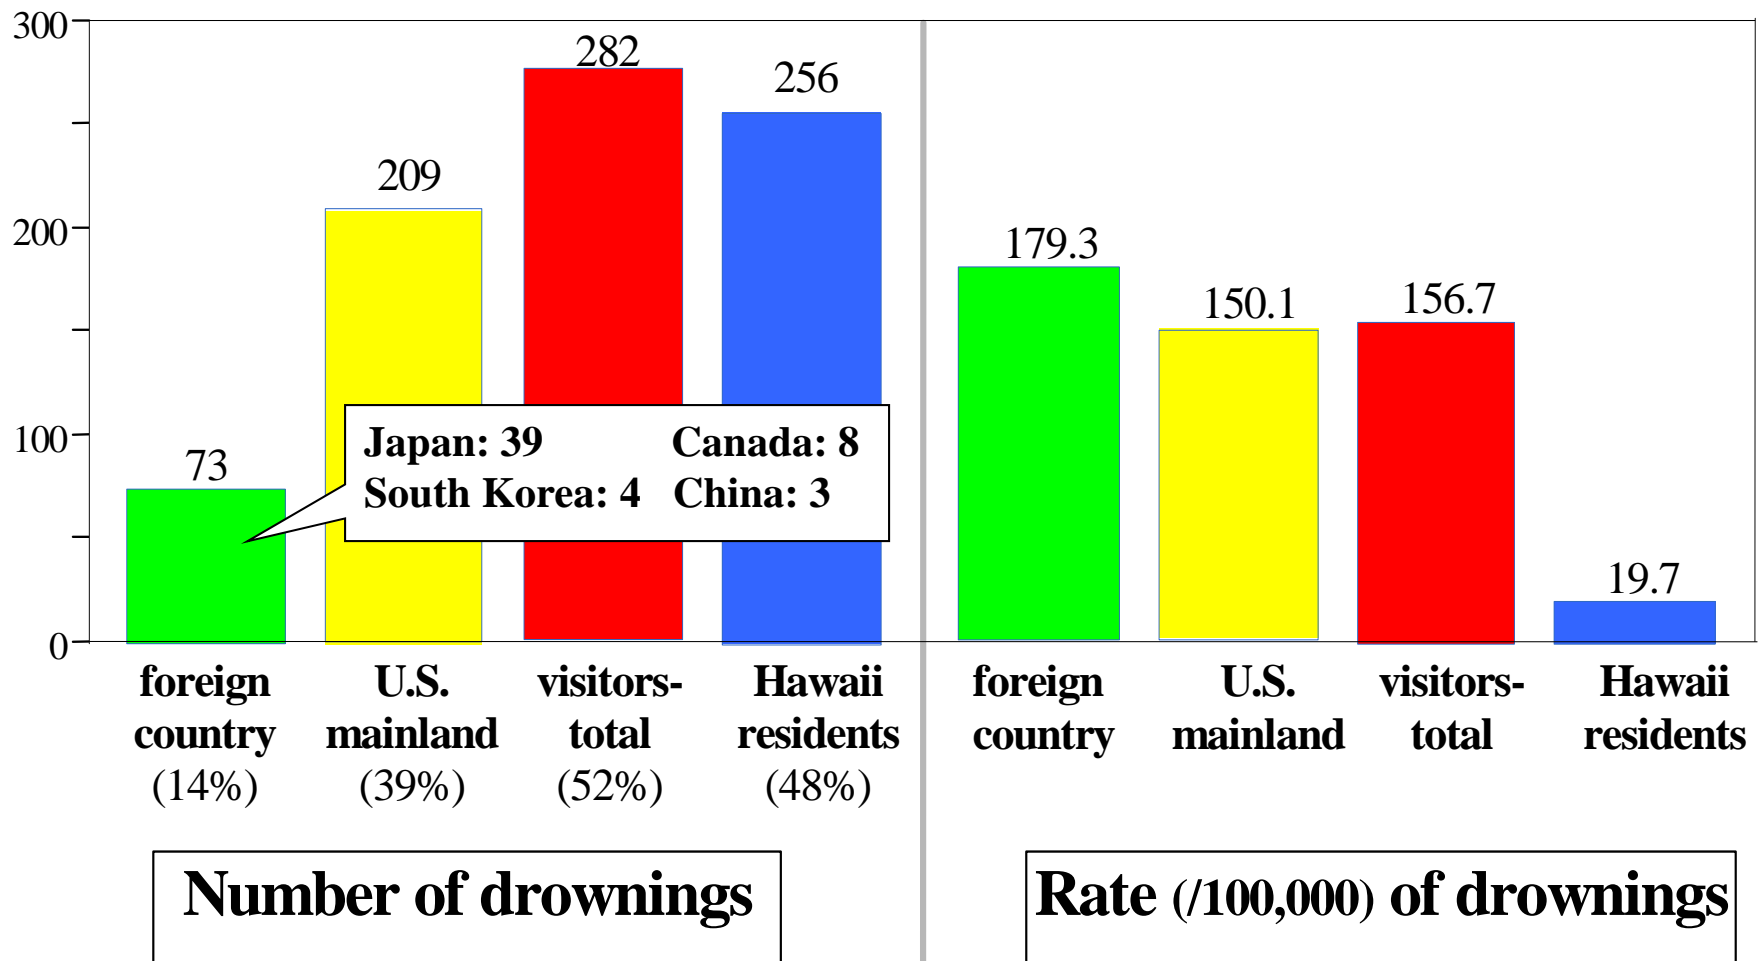 300
200
100
0
73
209
282
256
Japan: 39 Canada: 8
South Korea: 4 China: 3
foreign country (14%)
U.S. mainland (39%)
visitors- total (52%)
Hawaii residents (48%)
Number of drownings
179.3
150.1
156.7
19.7
foreign country
U.S. mainland
visitors- total
Hawaii residents
Rate (/100,000) of drownings